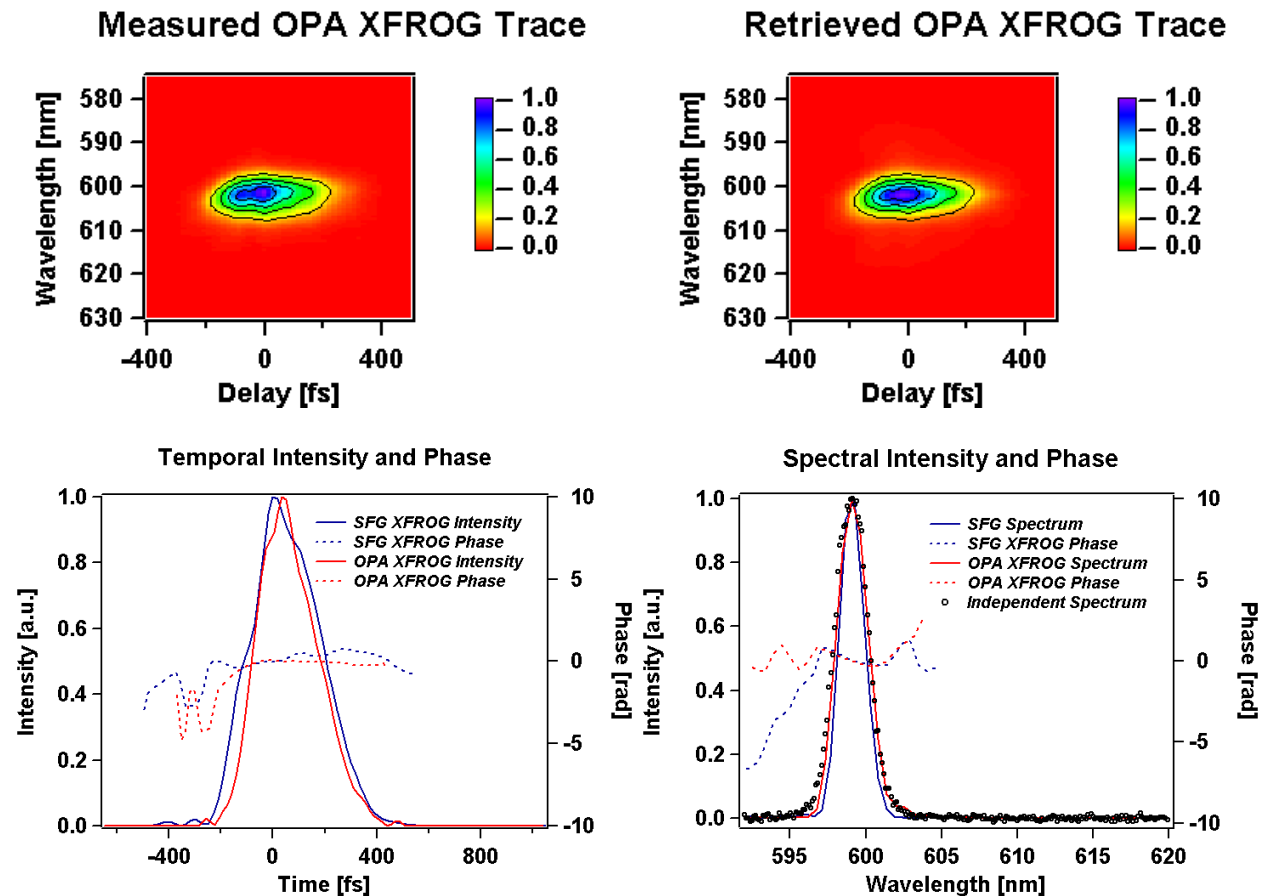 Measured OPA XFROG Trace
Retrieved OPA XFROG Trace
Wavelength [nm]
580
590
600
610
620
630
-400
0
400
Delay [fs]
1.0
0.8
0.6
0.4
0.2
0.0
Wavelength [nm]
580
590
600
610
620
630
-400
0
400
Delay [fs]
1.0
0.8
0.6
0.4
0.2
0.0
Temporal Intensity and Phase
Intensity [a.u.]
1.0
0.8
0.6
0.4
0.2
0.0
SFG XFROG Intensity
SFG XFROG Phase
OPA XFROG Intensity
OPA XFROG Phase
10
5
0
-5
-10
Phase [rad]
-400
0
400
800
Time [fs]
Spectral Intensity and Phase
Intensity [a.u.]
1.0
0.8
0.6
0.4
0.2
0.0
SFG Spectrum
SFG XFROG Phase
OPA XFROG Spectrum
OPA XFROG Phase
Independent Spectrum
10
5
0
-5
-10
Phase [rad]
595
600
605
610
615
620
Wavelength [nm]